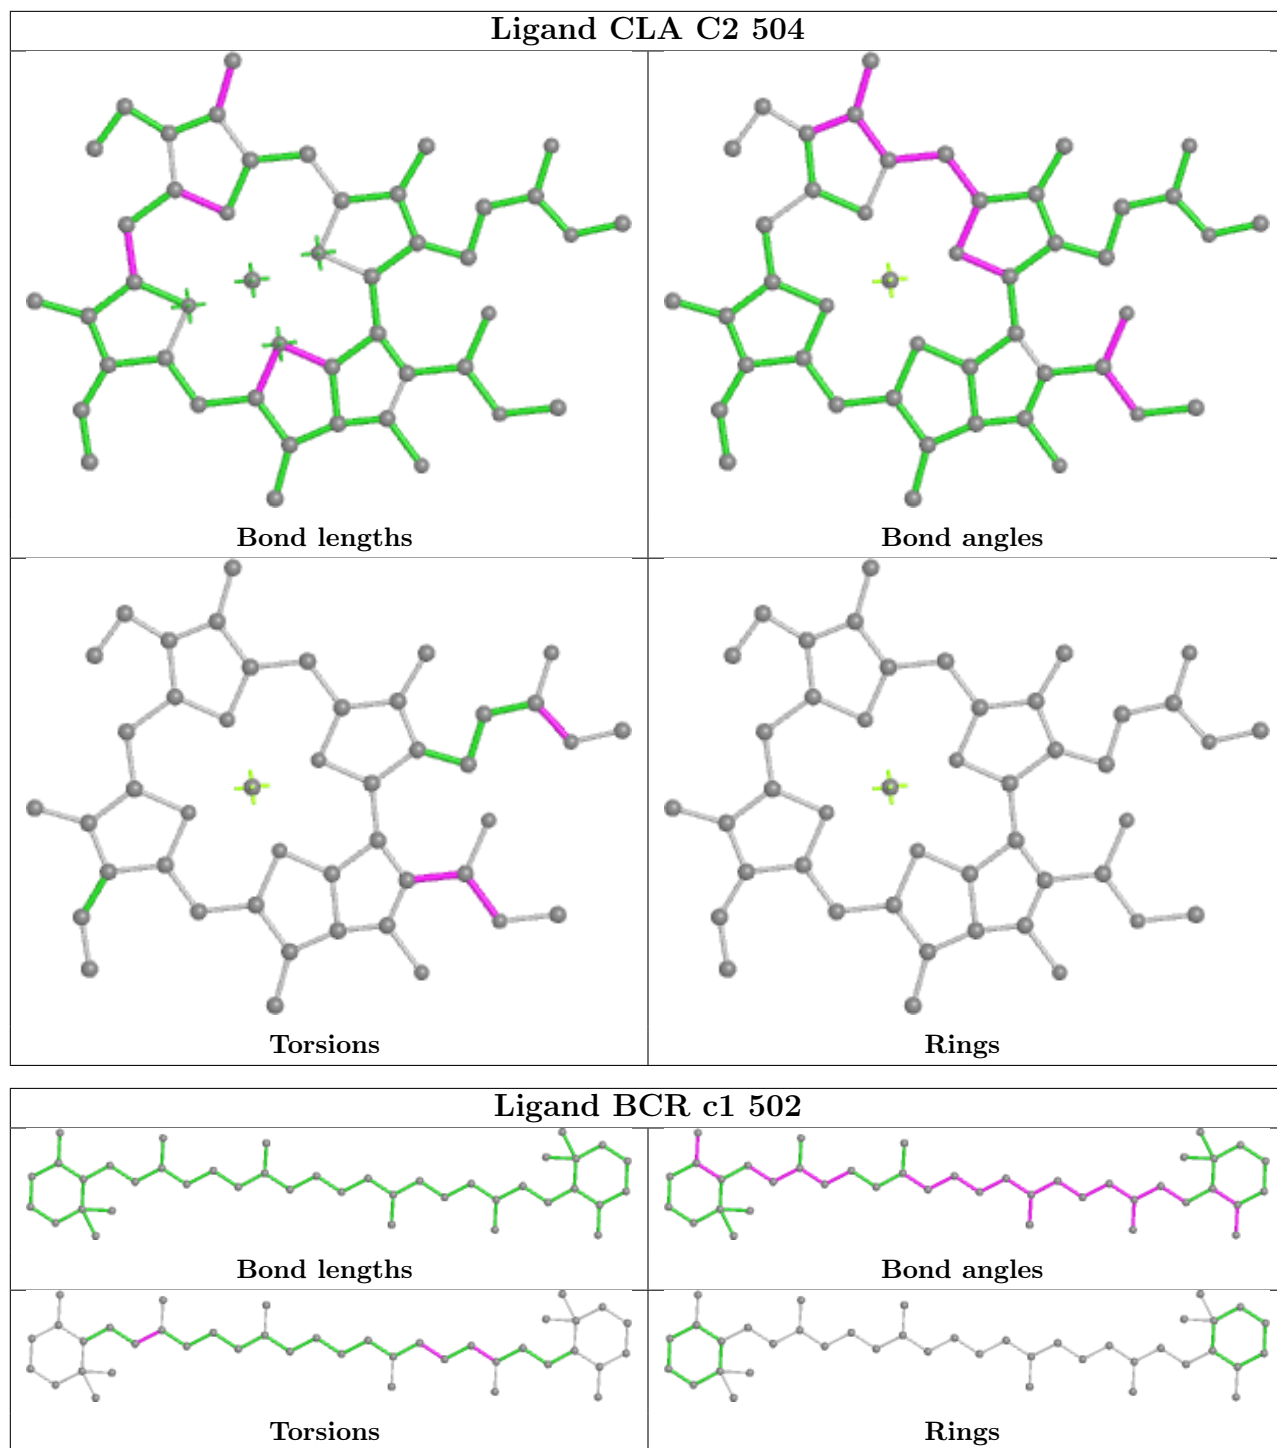 Ligand CLA C2 504
Bond lengths
Bond angles
Torsions
Rings
Ligand BCR c1 502
Bond lengths
Bond angles
Torsions
Rings